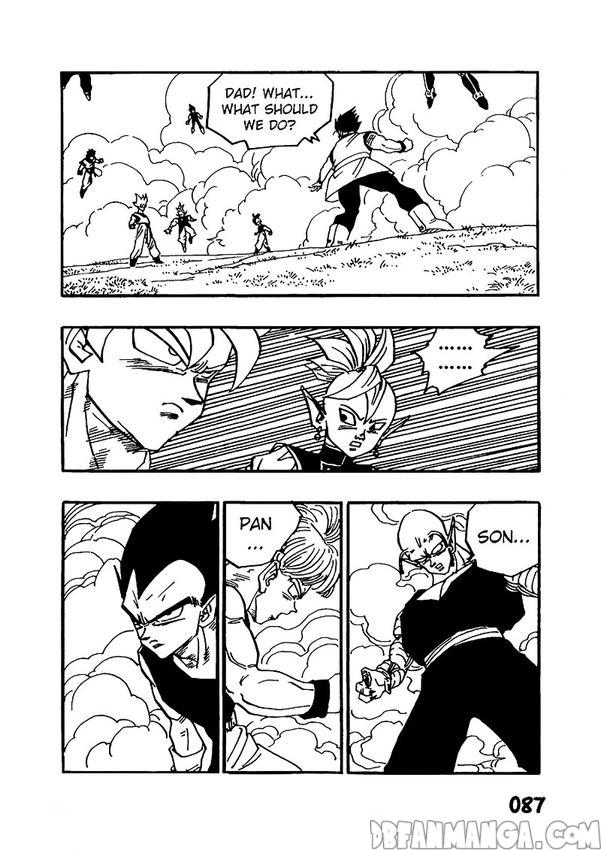 DAD! WHAT...
WHAT SHOULD
WE DO?
......
......
PAN
...
SON...
087
DBFANMANGA.COM